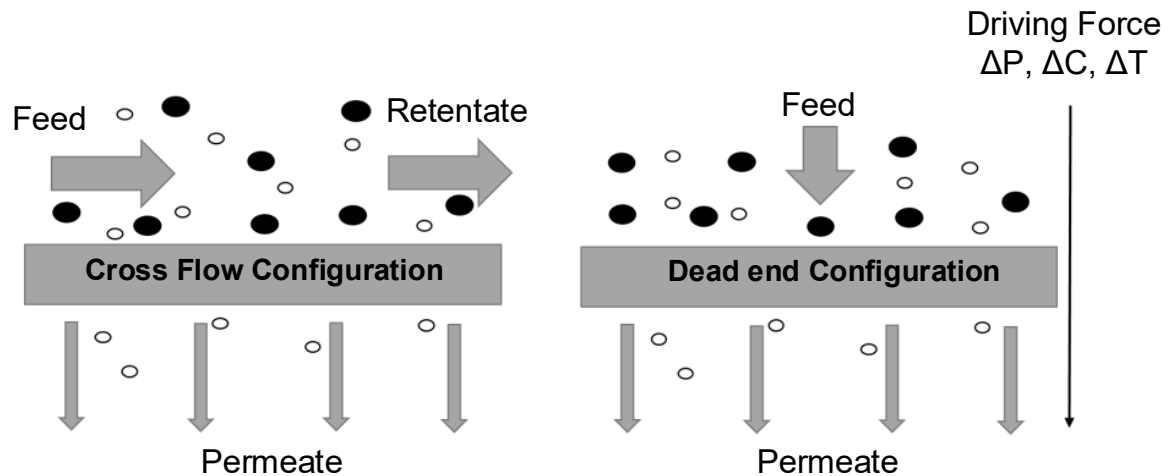 Driving Force
ΔP, ΔC, ΔT
Feed
Retentate
Feed
Cross Flow Configuration
Dead end Configuration
Permeate
Permeate